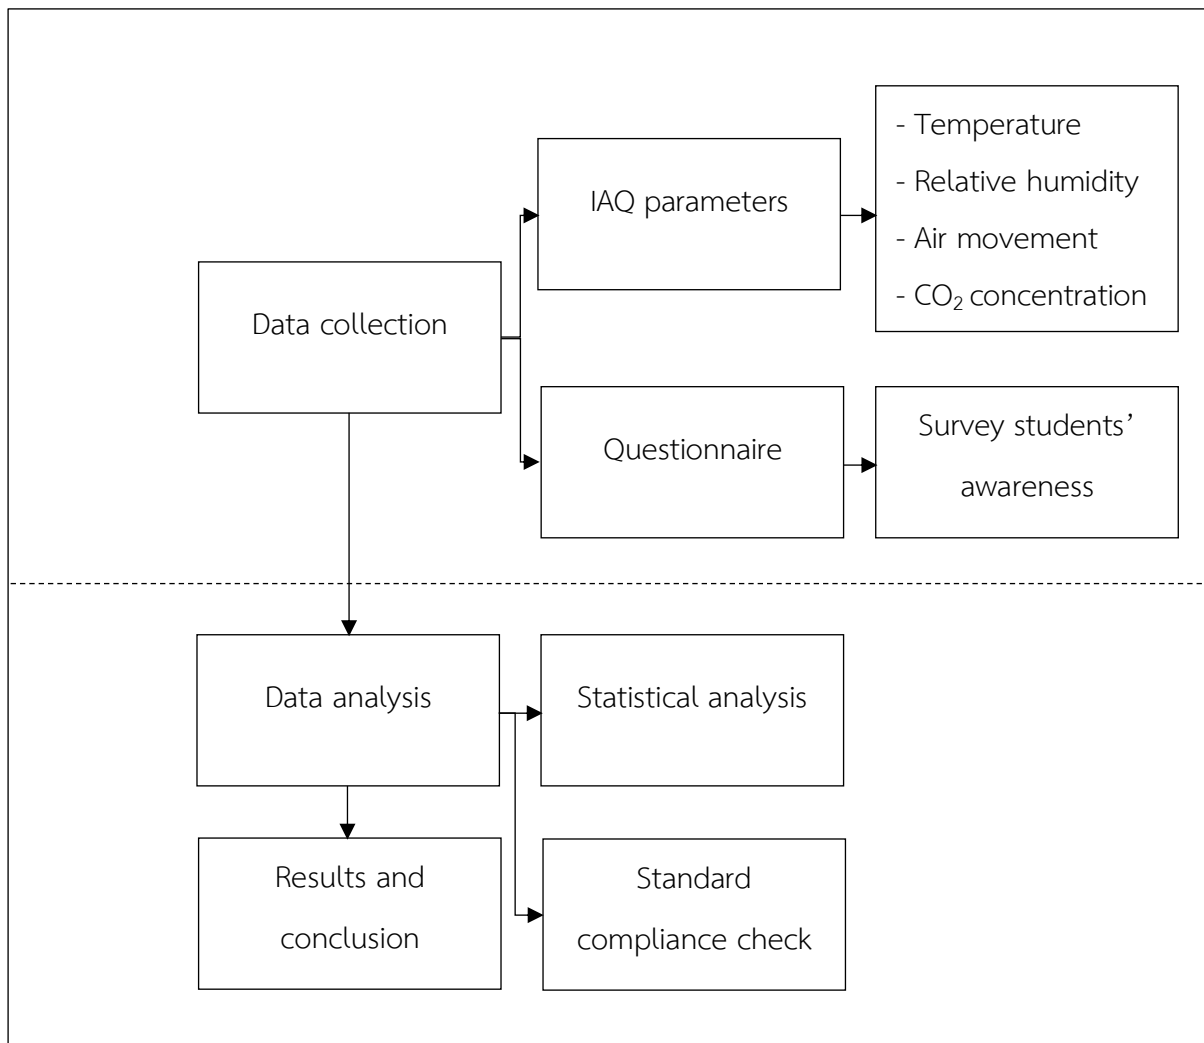 - Temperature
- Relative humidity
- Air movement
- CO₂ concentration
IAQ parameters
Data collection
Questionnaire
Survey students’
awareness
Data analysis
Statistical analysis
Results and
conclusion
Standard
compliance check